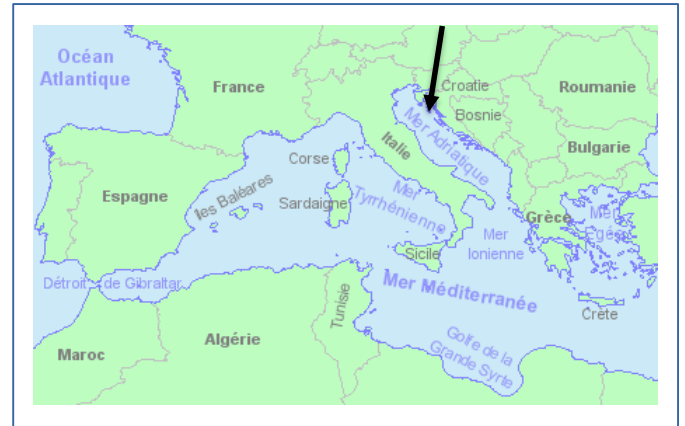 Océan
Atlantique
France
Croatie
Roumanie
Bosnie
Mer Adriatique
Italie
Bulgarie
Corse
Espagne
îles Baléares
Sardaigne
Mer
Tyrrhénienne
Grèce
Mer
Egée
Mer
Ionienne
Sicile
Détroit de Gibraltar
Mer Méditerranée
Crète
Tunisie
Algérie
Maroc
Golfe de la
Grande Syrte